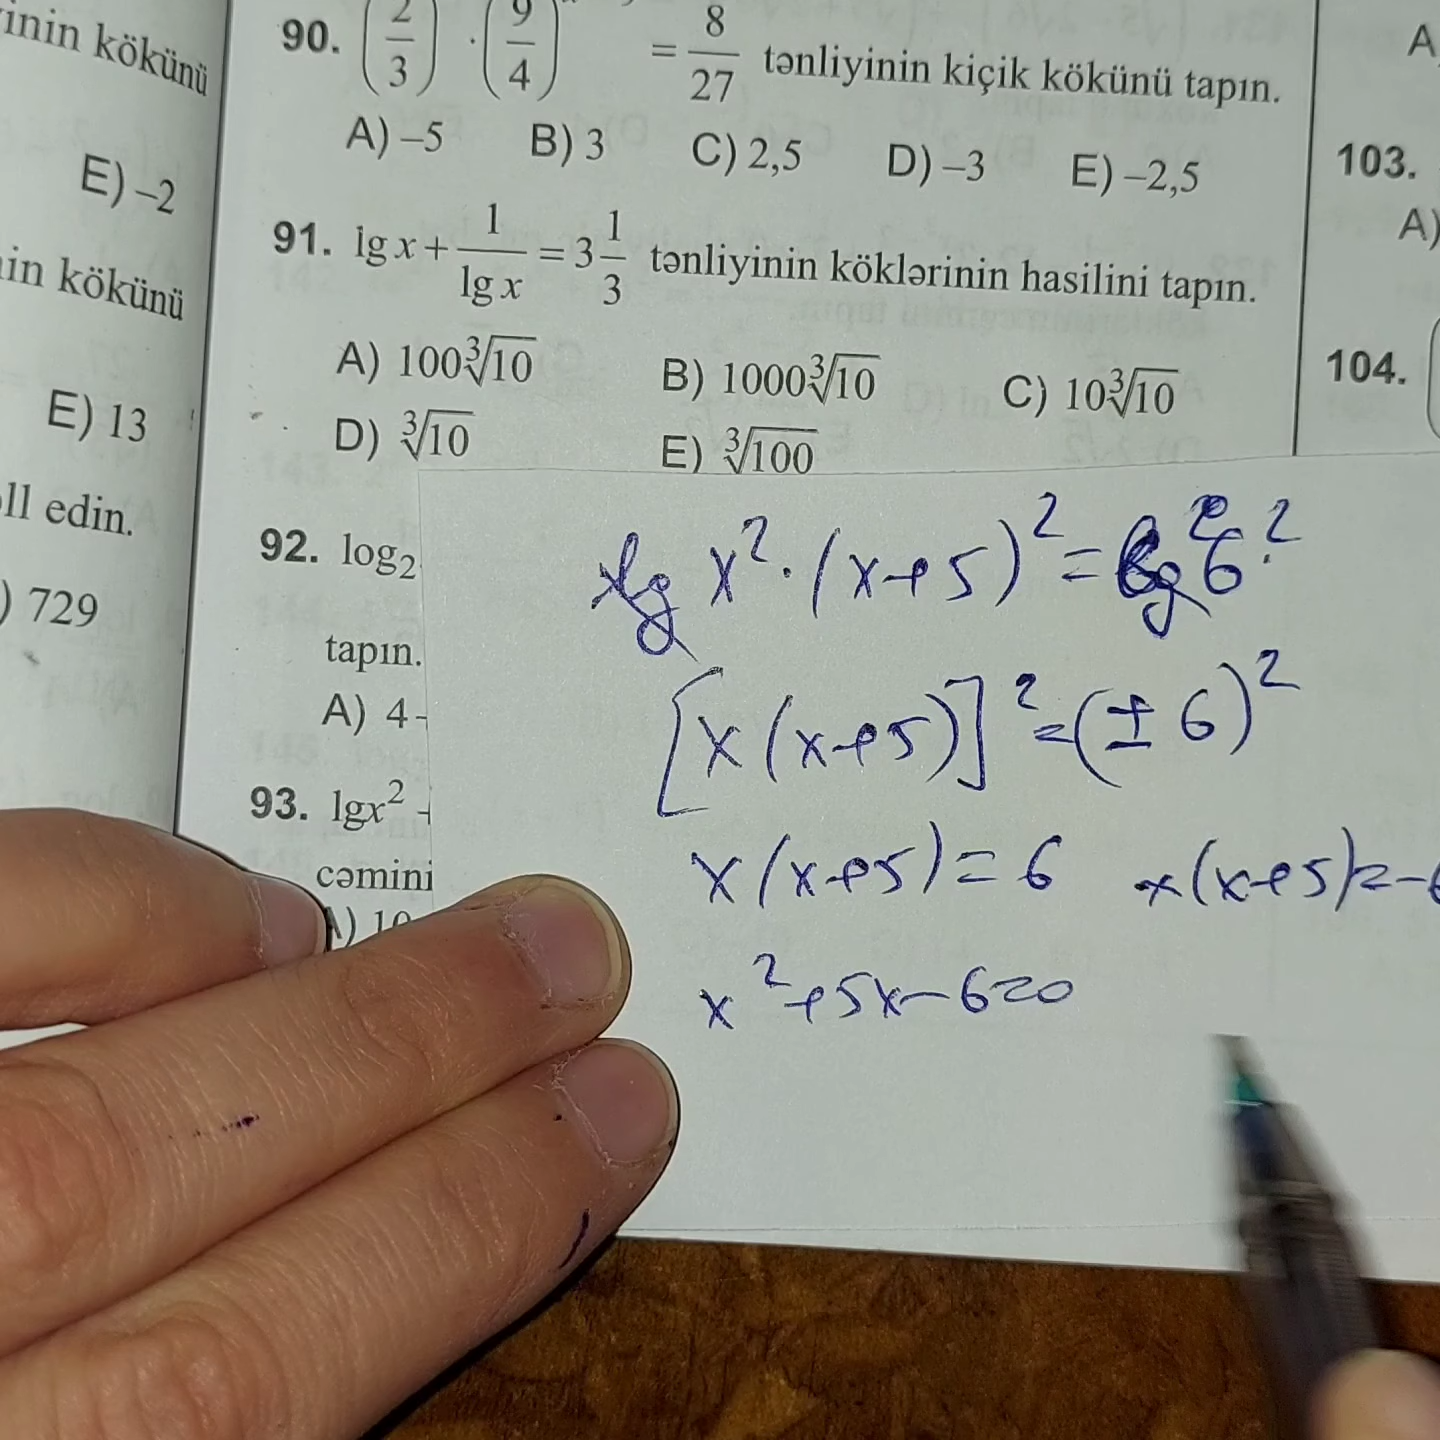 inin kökünü
E) –2
in kökünü
E) 13
ll edin.
) 729
90. (2/3) · (9/4) = 8/27 tənliyinin kiçik kökünü tapın.
A) –5 B) 3 C) 2,5 D) –3 E) –2,5
91. lg x + 1/lg x = 3 1/3 tənliyinin köklərinin hasilini tapın.
A) 100∛10 B) 1000∛10 C) 10∛10
D) ∛10 E) ∛100
92. log₂
tapın.
A) 4
93. lgx²
cəmini
A) 10
103.
A)
104.
lg x² · (x+5)² = lg 6²
[x(x+5)]² = (± 6)²
x(x+5) = 6 x(x+5) = –6
x² + 5x – 6 = 0